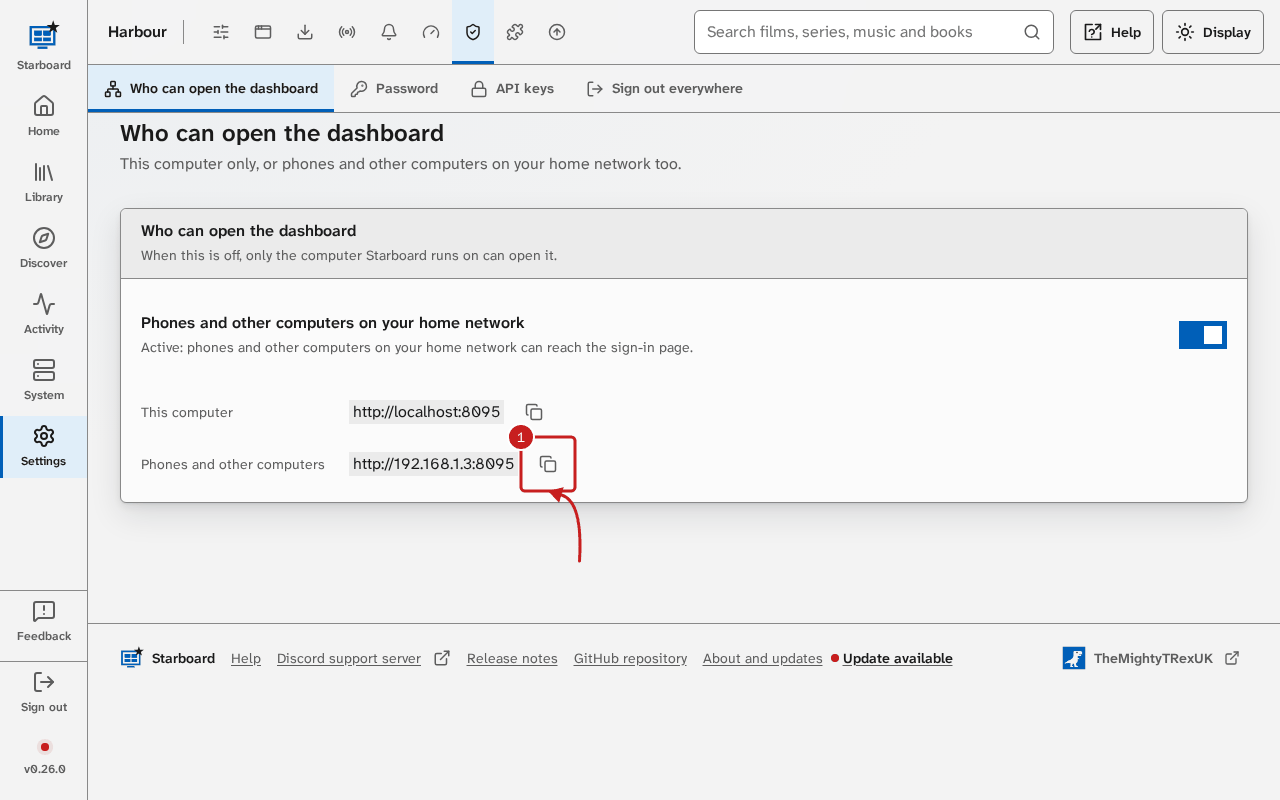 Starboard
Home
Library
Discover
Activity
System
Settings
Feedback
Sign out
v0.26.0
Harbour
Search films, series, music and books
Help
Display
Who can open the dashboard
Password
API keys
Sign out everywhere
Who can open the dashboard
This computer only, or phones and other computers on your home network too.
Who can open the dashboard
When this is off, only the computer Starboard runs on can open it.
Phones and other computers on your home network
Active: phones and other computers on your home network can reach the sign-in page.
This computer http://localhost:8095
1
Phones and other computers http://192.168.1.3:8095
Starboard Help Discord support server Release notes GitHub repository About and updates Update available TheMightyTRexUK